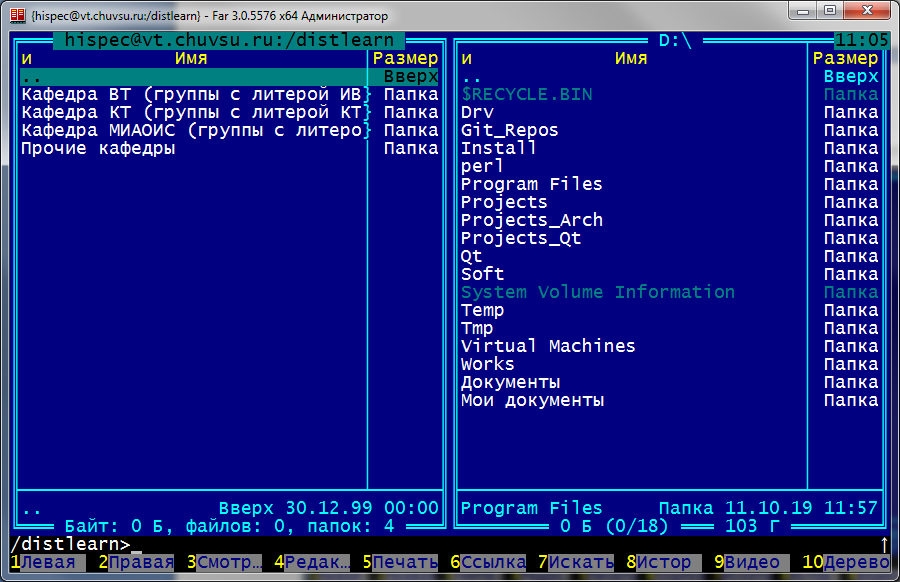 {hispec@vt.chuvsu.ru:/distlearn} - Far 3.0.5576 x64 Администратор
hispec@vt.chuvsu.ru:/distlearn
и Имя Размер
.. Вверх
Кафедра ВТ (группы с литерой ИВ} Папка
Кафедра КТ (группы с литерой КТ} Папка
Кафедра МИАОИС (группы с литеро} Папка
Прочие кафедры Папка
.. Вверх 30.12.99 00:00
Байт: 0 Б, файлов: 0, папок: 4
D:\ 11:05
и Имя Размер
.. Вверх
$RECYCLE.BIN Папка
Drv Папка
Git_Repos Папка
Install Папка
perl Папка
Program Files Папка
Projects Папка
Projects_Arch Папка
Projects_Qt Папка
Qt Папка
Soft Папка
System Volume Information Папка
Temp Папка
Tmp Папка
Virtual Machines Папка
Works Папка
Документы Папка
Мои документы Папка
Program Files Папка 11.10.19 11:57
0 Б (0/18) 103 Г
/distlearn>_ ↑
1Левая 2Правая 3Смотр… 4Редак… 5Печать 6Ссылка 7Искать 8Истор 9Видео 10Дерево